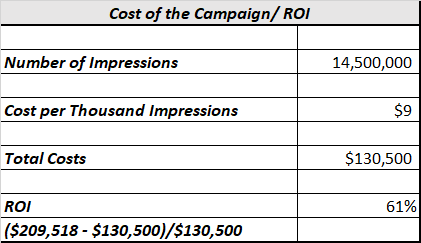 Cost of the Campaign/ ROI
Number of Impressions 14,500,000
Cost per Thousand Impressions $9
Total Costs $130,500
ROI 61%
($209,518 - $130,500)/$130,500